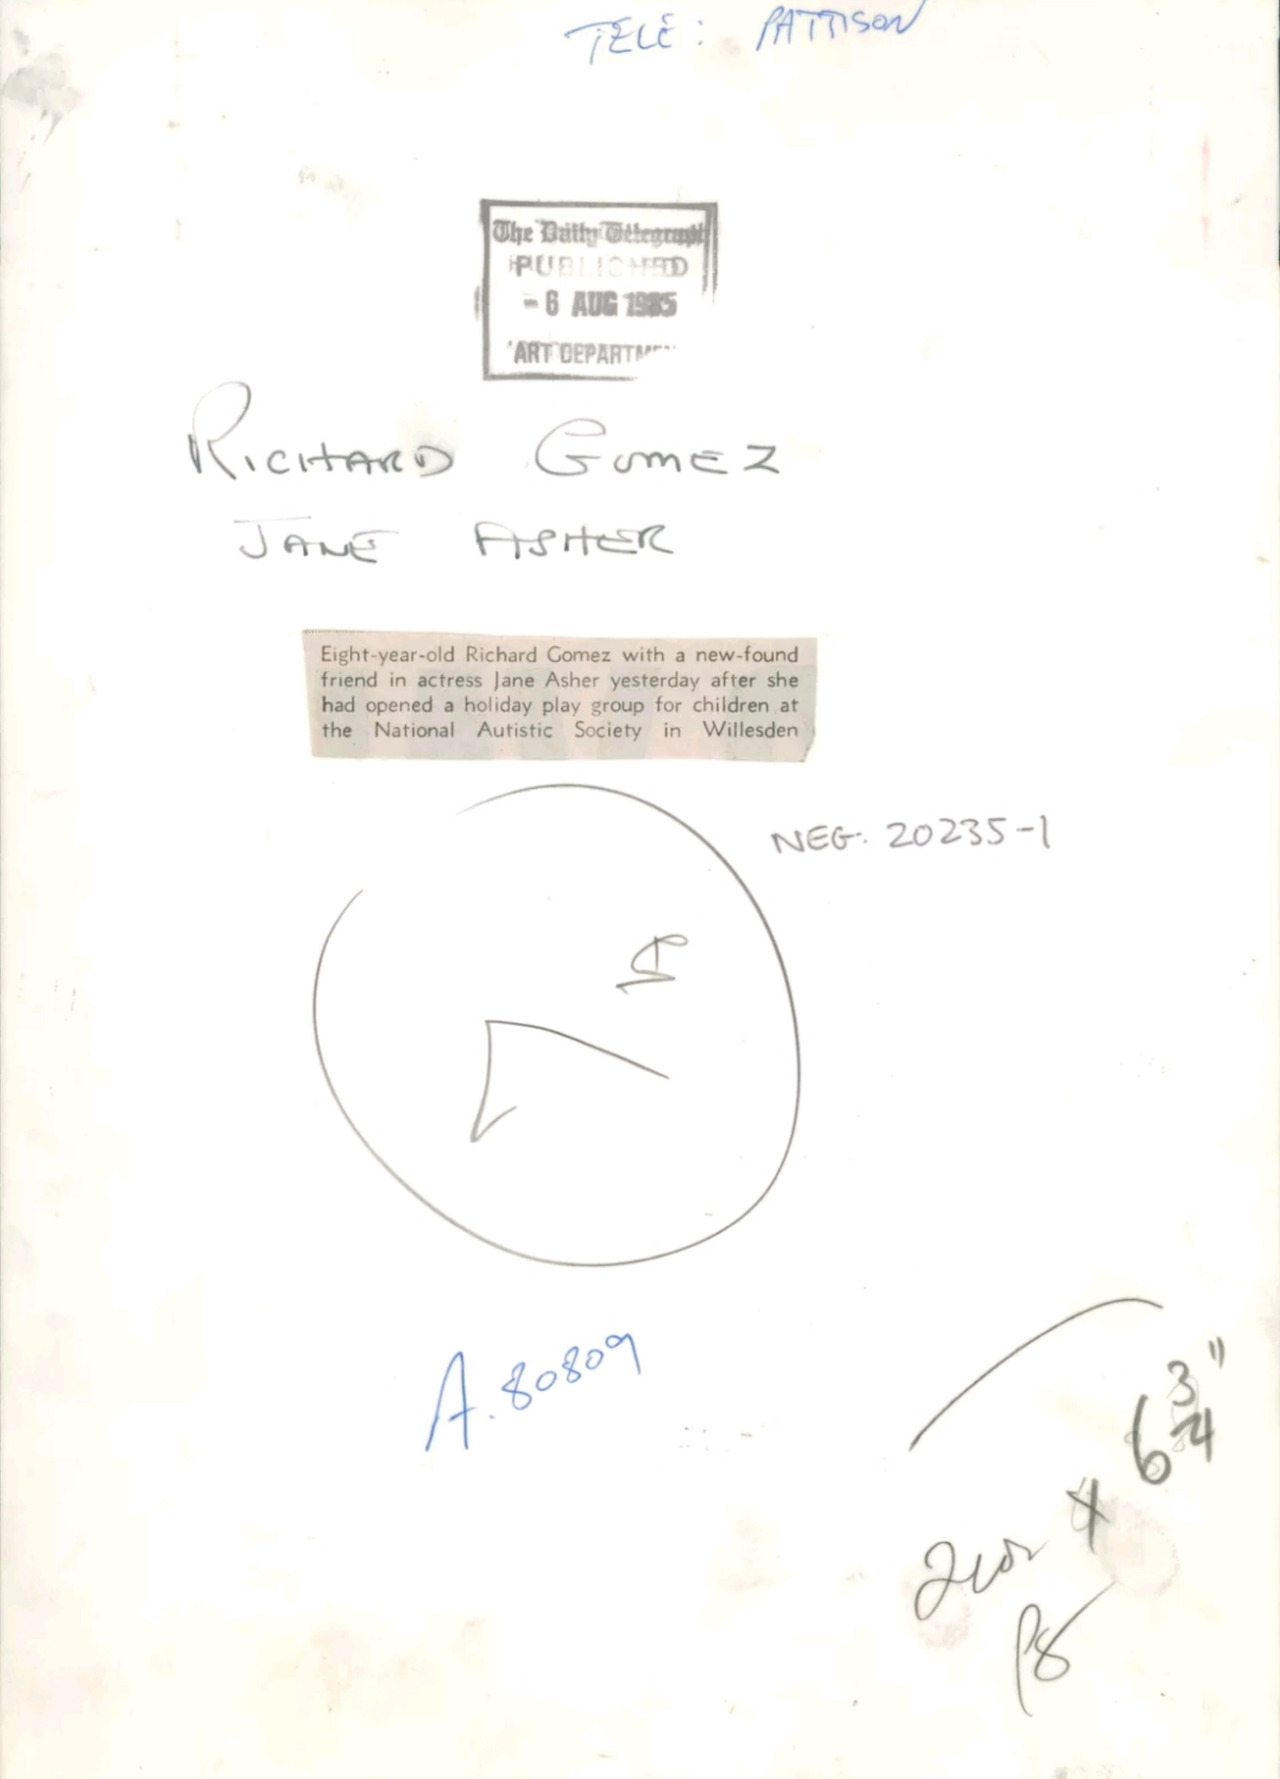 TELE: PATTISON
The Daily Telegraph
PUBLISHED
- 6 AUG 1985
ART DEPARTM
RICHARD GOMEZ
JANE ASHER
Eight-year-old Richard Gomez with a new-found
friend in actress Jane Asher yesterday after she
had opened a holiday play group for children at
the National Autistic Society in Willesden
NEG. 20235-1
A.80809
6 3/4"
P8